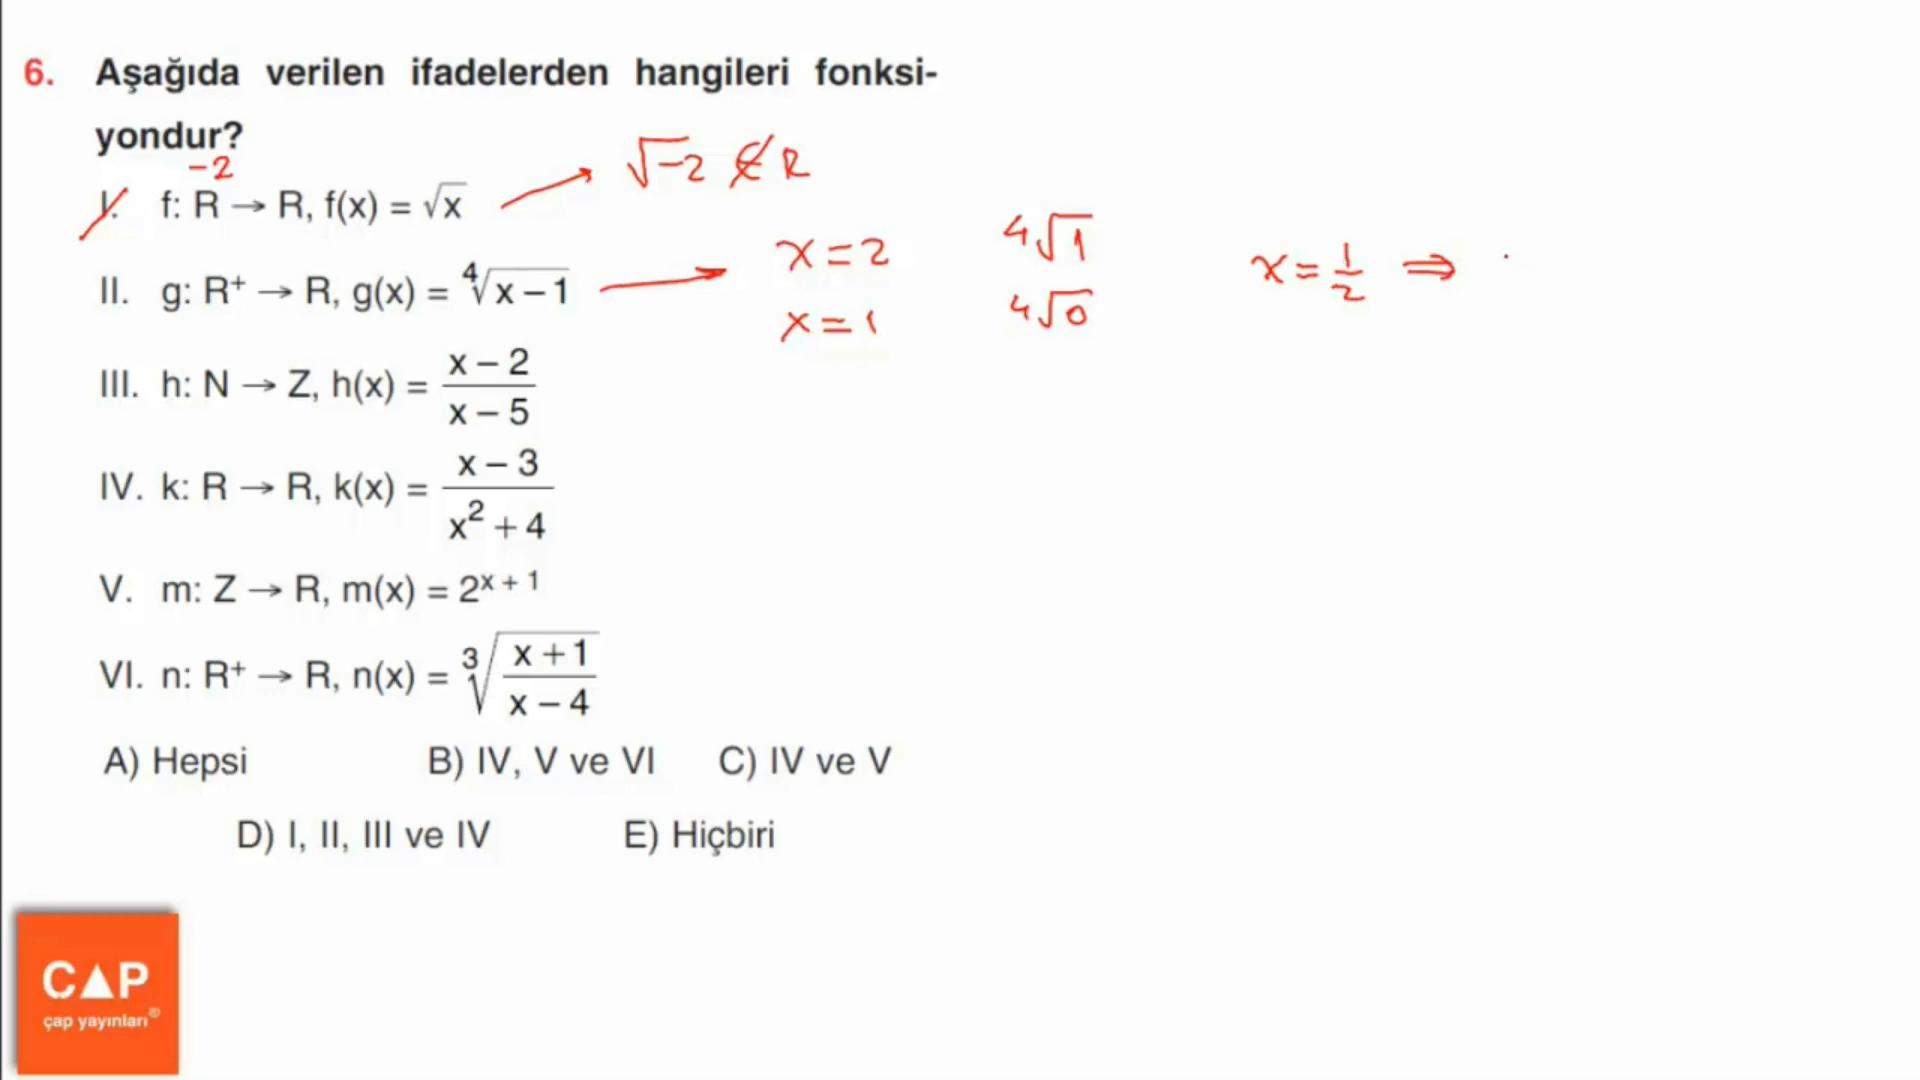 6. Aşağıda verilen ifadelerden hangileri fonksi-
yondur?
-2
√-2 ∉ R
I. f: R → R, f(x) = √x
x = 2 ⁴√1 x = 1/2 ⇒
II. g: R⁺ → R, g(x) = ⁴√(x – 1)
x = 1 ⁴√0
III. h: N → Z, h(x) = (x – 2)/(x – 5)
IV. k: R → R, k(x) = (x – 3)/(x² + 4)
V. m: Z → R, m(x) = 2ˣ ⁺ ¹
VI. n: R⁺ → R, n(x) = ³√((x + 1)/(x – 4))
A) Hepsi B) IV, V ve VI C) IV ve V
D) I, II, III ve IV E) Hiçbiri
ÇAP
çap yayınları®